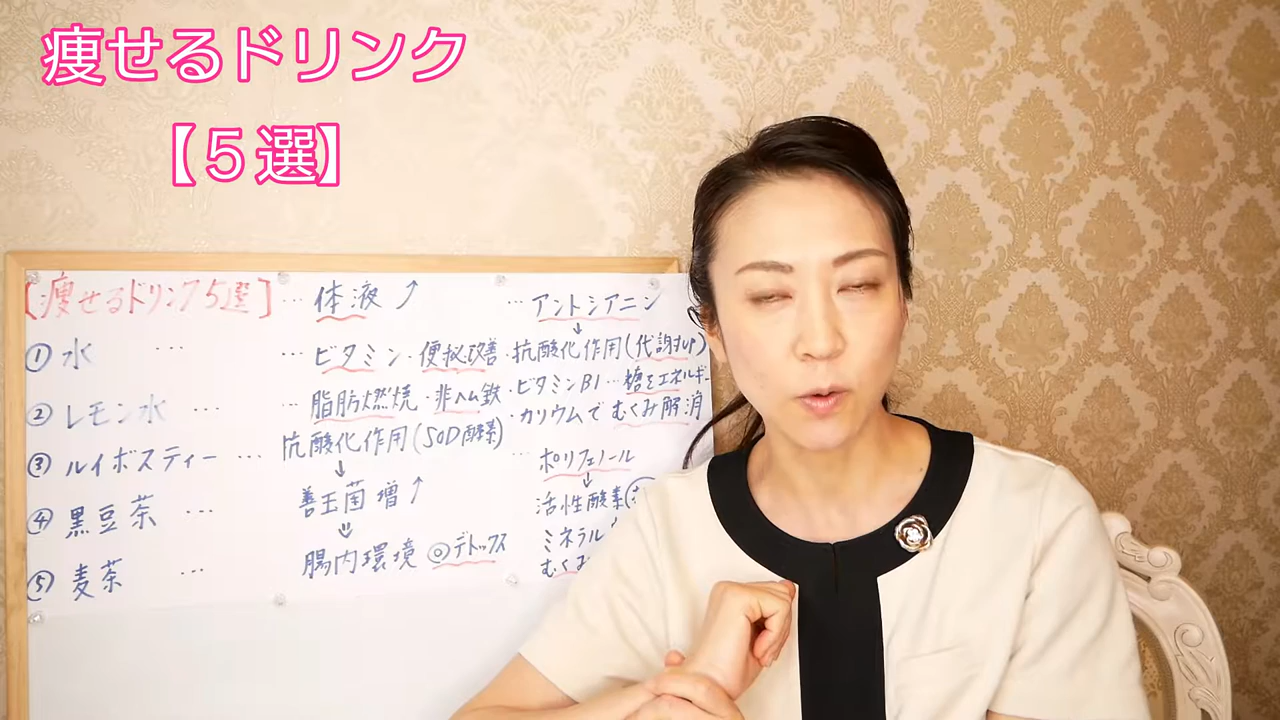 痩せるドリンク
【5選】
[痩せるドリンク5選]
① 水 …
② レモン水 …
③ ルイボスティー …
④ 黒豆茶 …
⑤ 麦茶 …
… 体液↑
… ビタミン・便秘改善
脂肪燃焼・非ヘム鉄
抗酸化作用(SOD酵素)
↓
善玉菌増↑
↓
腸内環境◎デトックス
… アントシアニン
↓
・抗酸化作用(代謝UP)
・ビタミンB1…糖をエネルギー
・カリウムでむくみ解消
… ポリフェノール
↓
活性酸素
ミネラル
むくみ